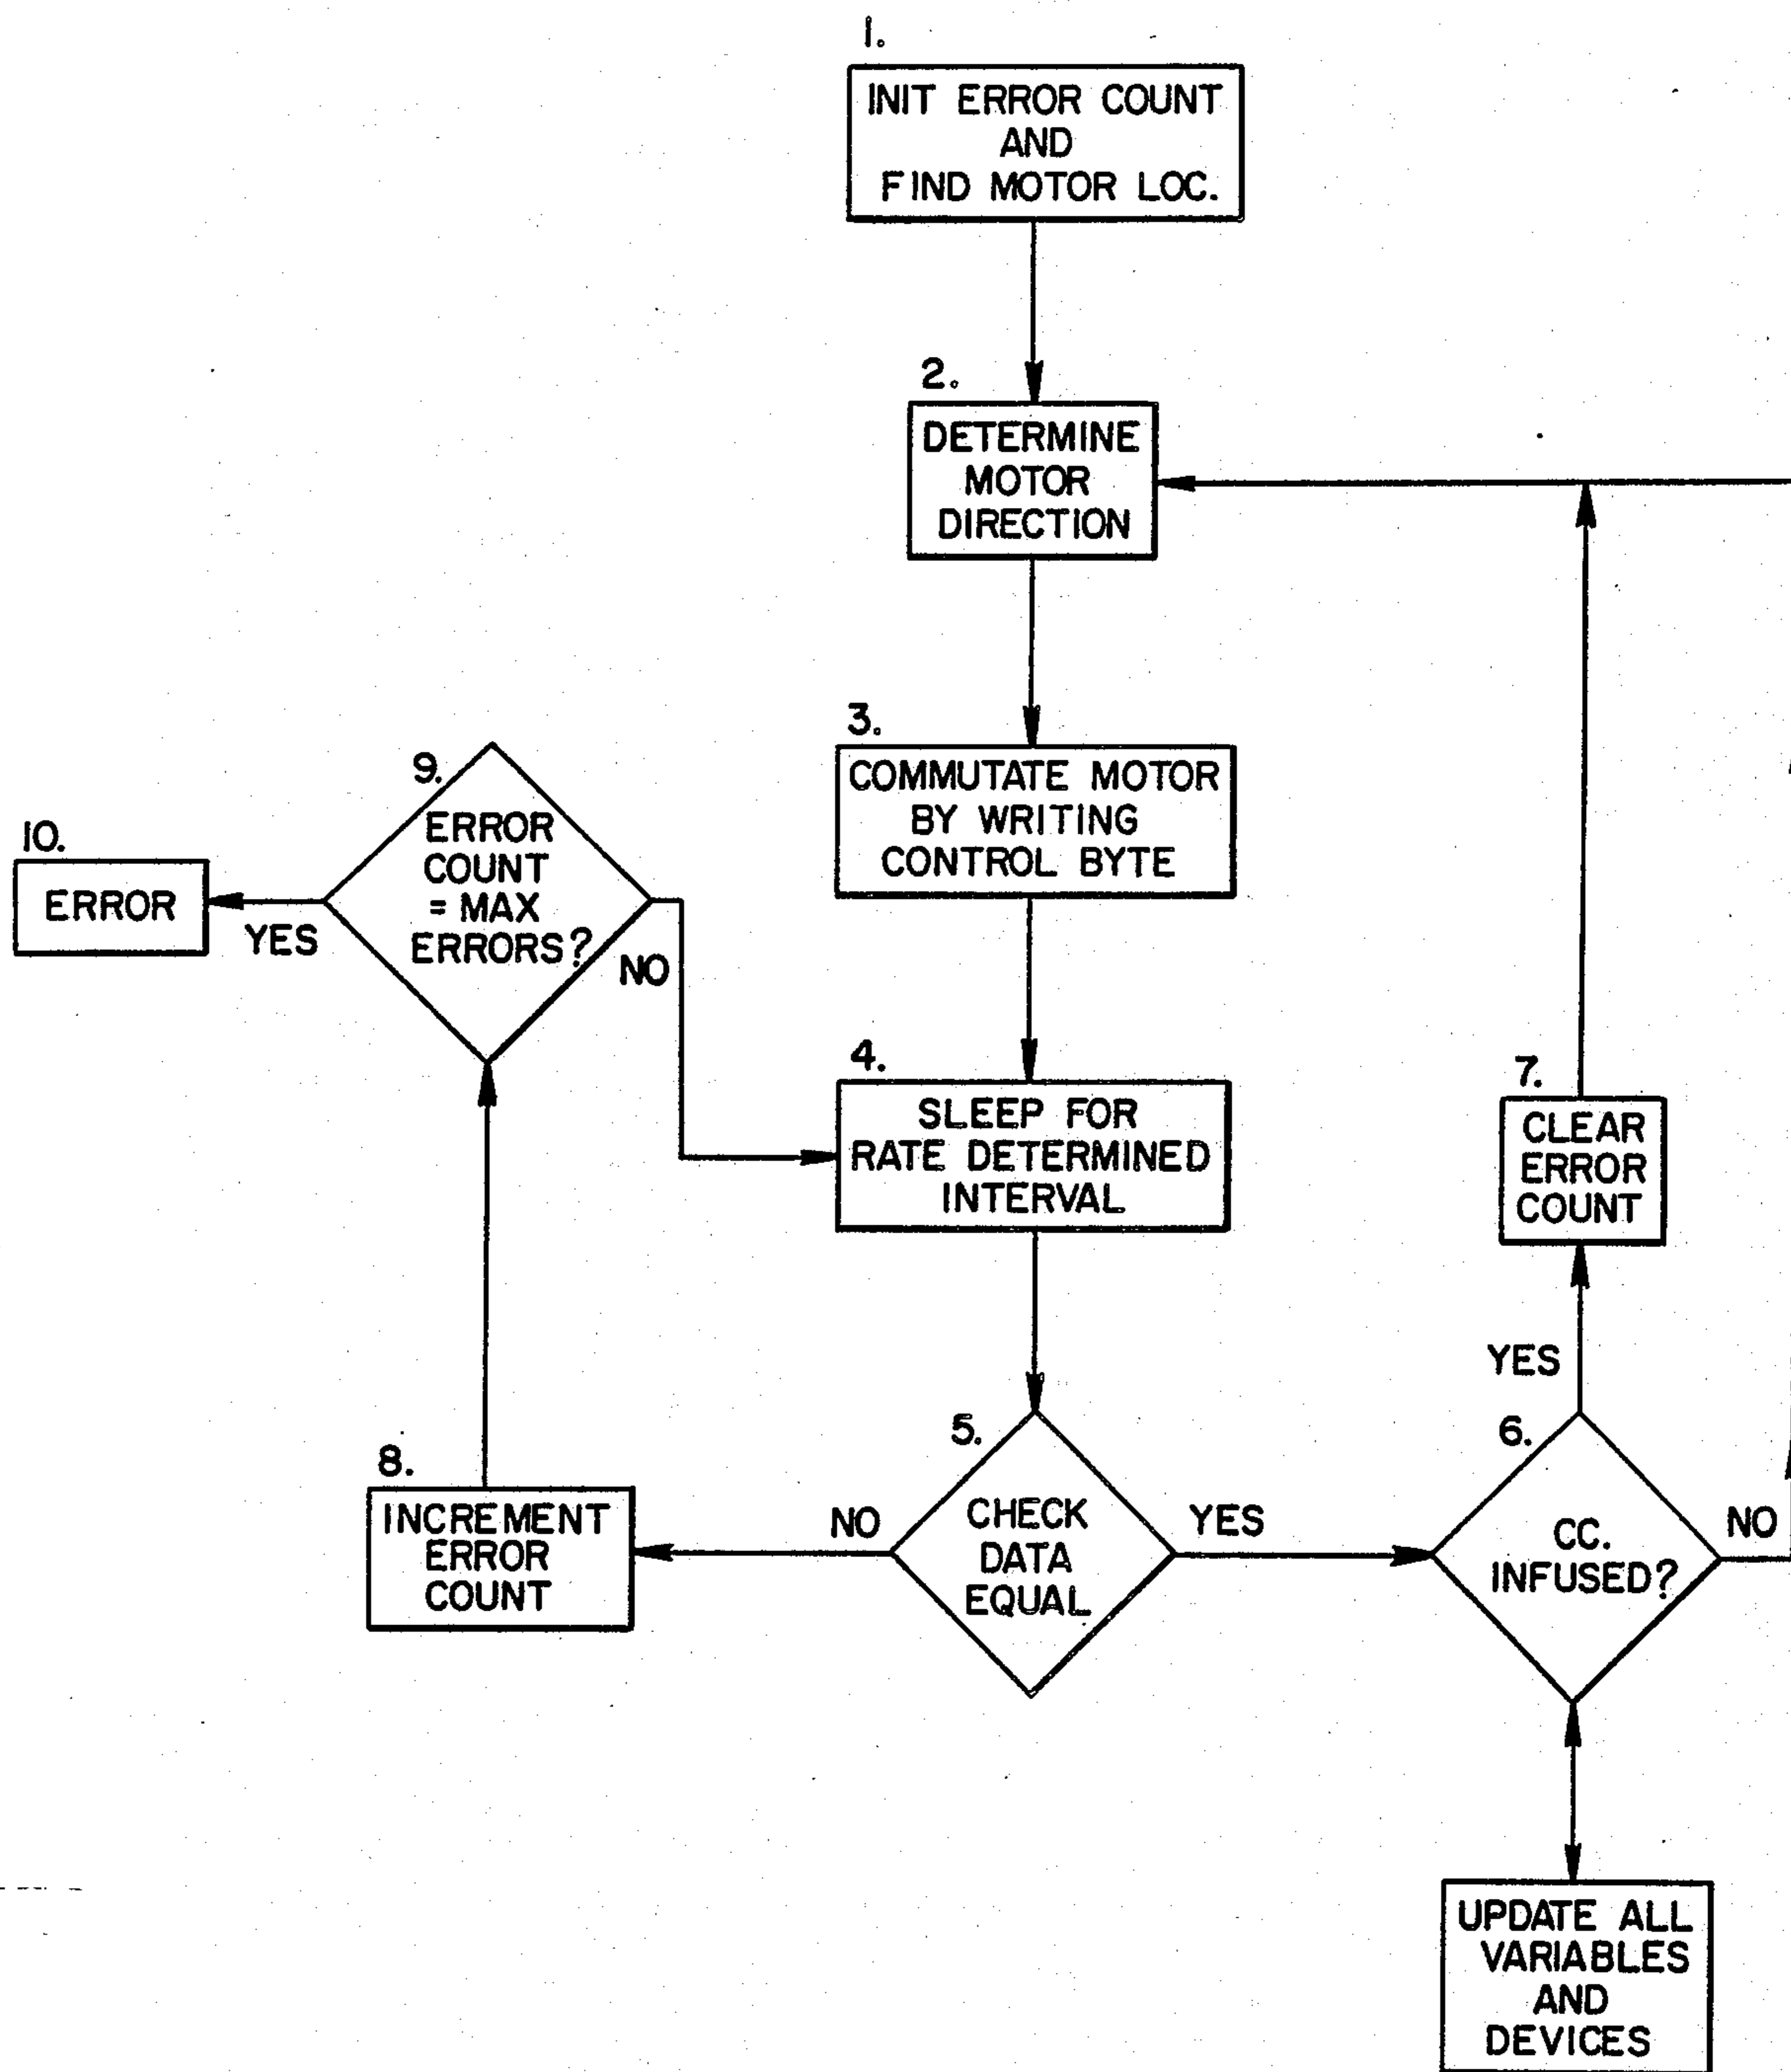 1.
INIT ERROR COUNT
AND
FIND MOTOR LOC.
2.
DETERMINE
MOTOR
DIRECTION
3.
COMMUTATE MOTOR
BY WRITING
CONTROL BYTE
9.
ERROR
COUNT
= MAX
ERRORS?
YES
NO
10.
ERROR
4.
SLEEP FOR
RATE DETERMINED
INTERVAL
7.
CLEAR
ERROR
COUNT
YES
5.
CHECK
DATA
EQUAL
NO
YES
8.
INCREMENT
ERROR
COUNT
6.
CC.
INFUSED?
NO
UPDATE ALL
VARIABLES
AND
DEVICES